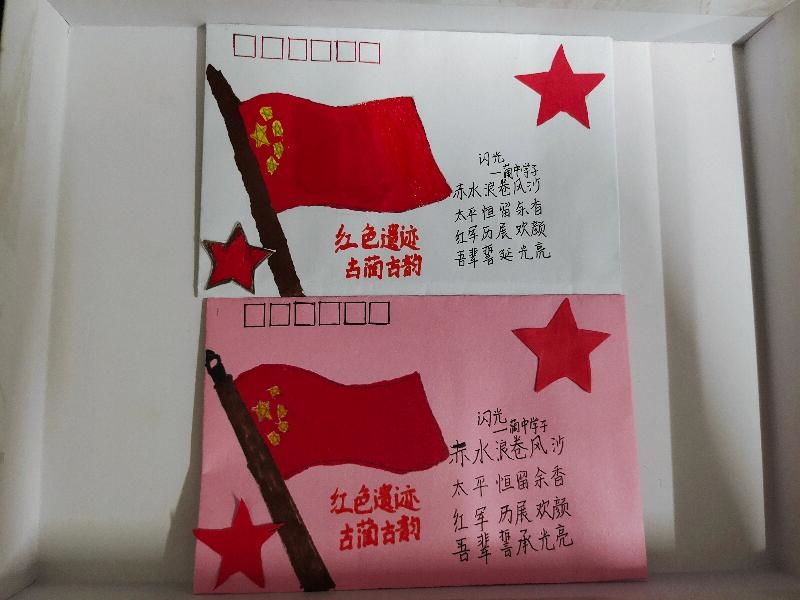 闪光
一蔺中学子
赤水浪卷风沙
太平恒留余香
红军历展欢颜
吾辈誓延光亮
红色遗迹
古蔺古韵
闪光
一蔺中学子
赤水浪卷风沙
太平恒留余香
红军历展欢颜
吾辈誓承光亮
红色遗迹
古蔺古韵